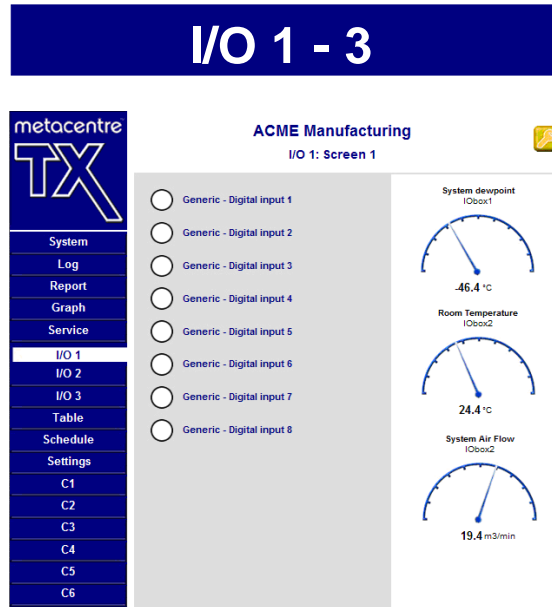 I/O 1 - 3
metacentre
TX
ACME Manufacturing
I/O 1: Screen 1
System
Log
Report
Graph
Service
I/O 1
I/O 2
I/O 3
Table
Schedule
Settings
C1
C2
C3
C4
C5
C6
Generic - Digital input 1
Generic - Digital input 2
Generic - Digital input 3
Generic - Digital input 4
Generic - Digital input 5
Generic - Digital input 6
Generic - Digital input 7
Generic - Digital input 8
System dewpoint
IObox1
-46.4 °C
Room Temperature
IObox2
24.4 °C
System Air Flow
IObox2
19.4 m3/min